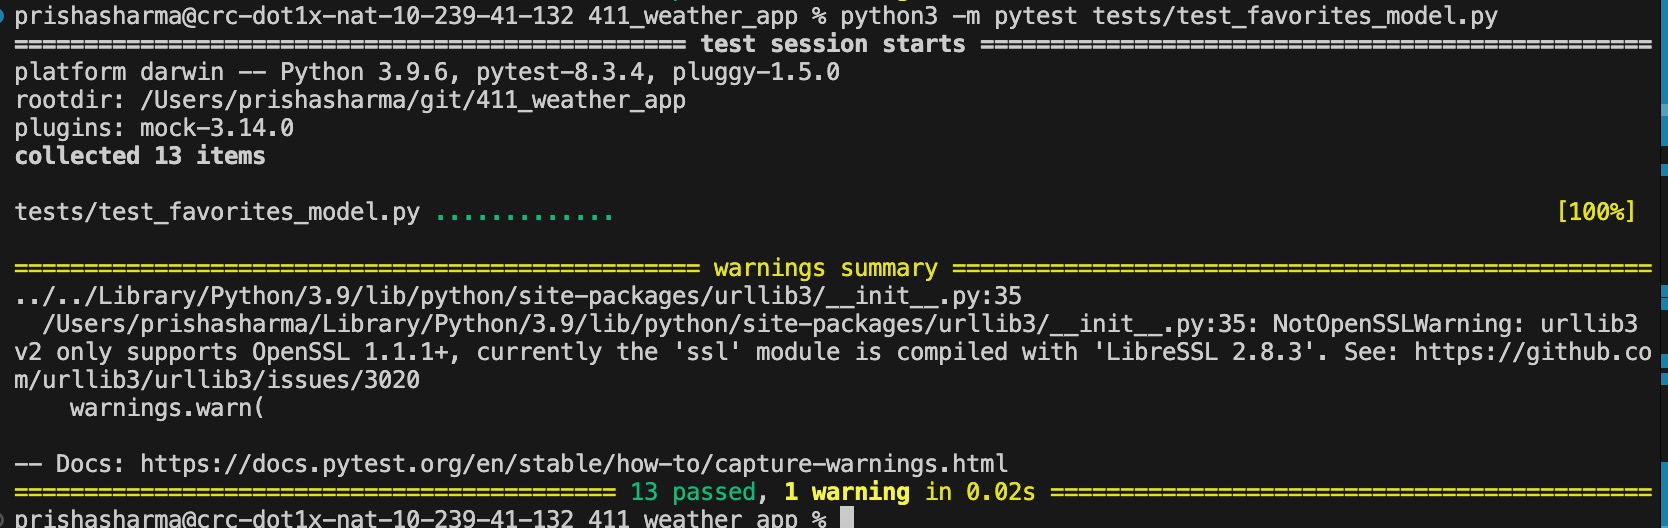 prishasharma@crc-dot1x-nat-10-239-41-132 411_weather_app % python3 -m pytest tests/test_favorites_model.py
================================================ test session starts ================================================
platform darwin -- Python 3.9.6, pytest-8.3.4, pluggy-1.5.0
rootdir: /Users/prishasharma/git/411_weather_app
plugins: mock-3.14.0
collected 13 items
tests/test_favorites_model.py ............. [100%]
================================================= warnings summary ==================================================
../../Library/Python/3.9/lib/python/site-packages/urllib3/__init__.py:35
  /Users/prishasharma/Library/Python/3.9/lib/python/site-packages/urllib3/__init__.py:35: NotOpenSSLWarning: urllib3
v2 only supports OpenSSL 1.1.1+, currently the 'ssl' module is compiled with 'LibreSSL 2.8.3'. See: https://github.co
m/urllib3/urllib3/issues/3020
    warnings.warn(
-- Docs: https://docs.pytest.org/en/stable/how-to/capture-warnings.html
=========================================== 13 passed, 1 warning in 0.02s ===========================================
prishasharma@crc-dot1x-nat-10-239-41-132 411_weather_app %